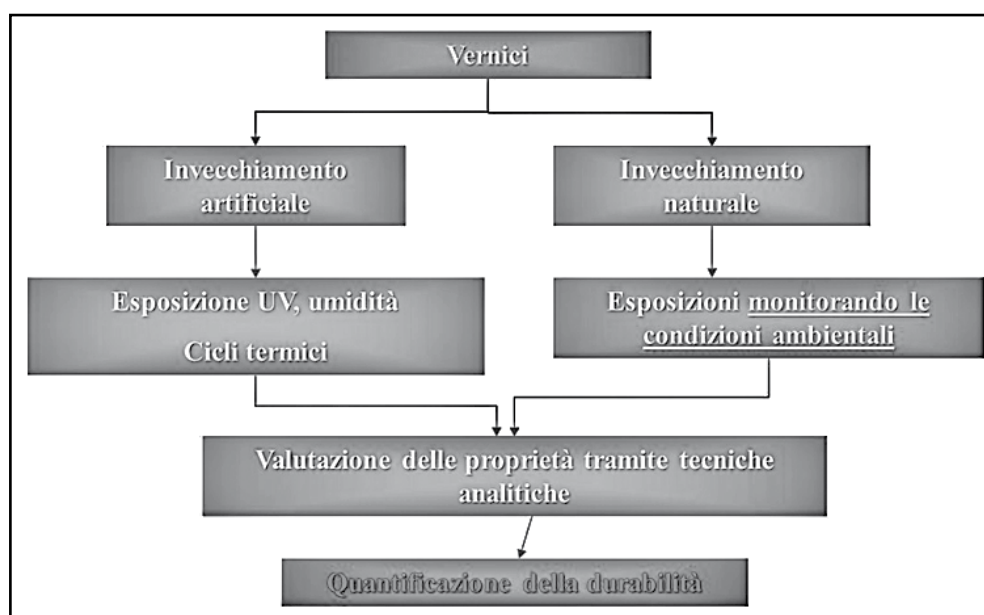 Vernici
Invecchiamento
artificiale
Invecchiamento
naturale
Esposizione UV, umidità
Cicli termici
Esposizioni monitorando le
condizioni ambientali
Valutazione delle proprietà tramite tecniche
analitiche
Quantificazione della durabilità